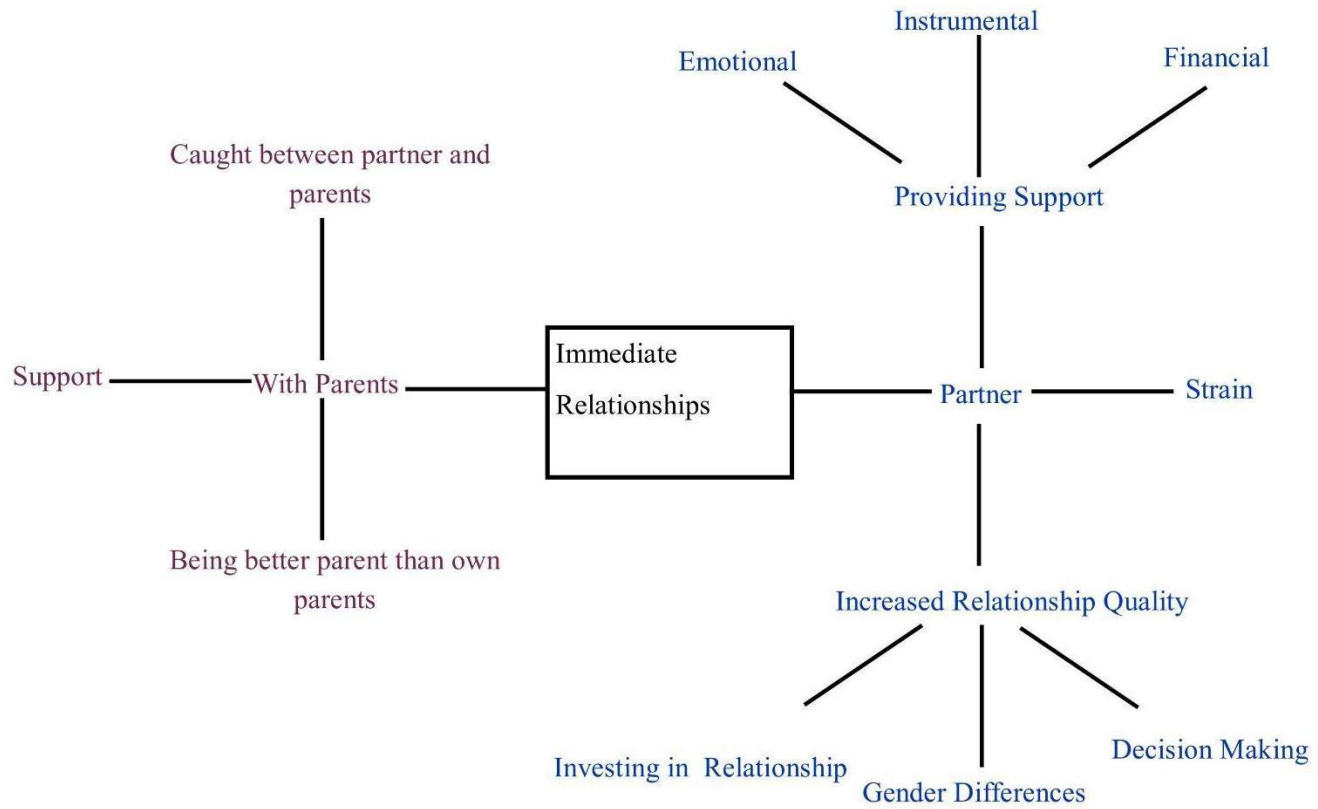 Instrumental
Emotional
Financial
Caught between partner and
parents
Providing Support
Immediate
Relationships
Support
With Parents
Partner
Strain
Being better parent than own
parents
Increased Relationship Quality
Investing in  Relationship
Gender Differences
Decision Making